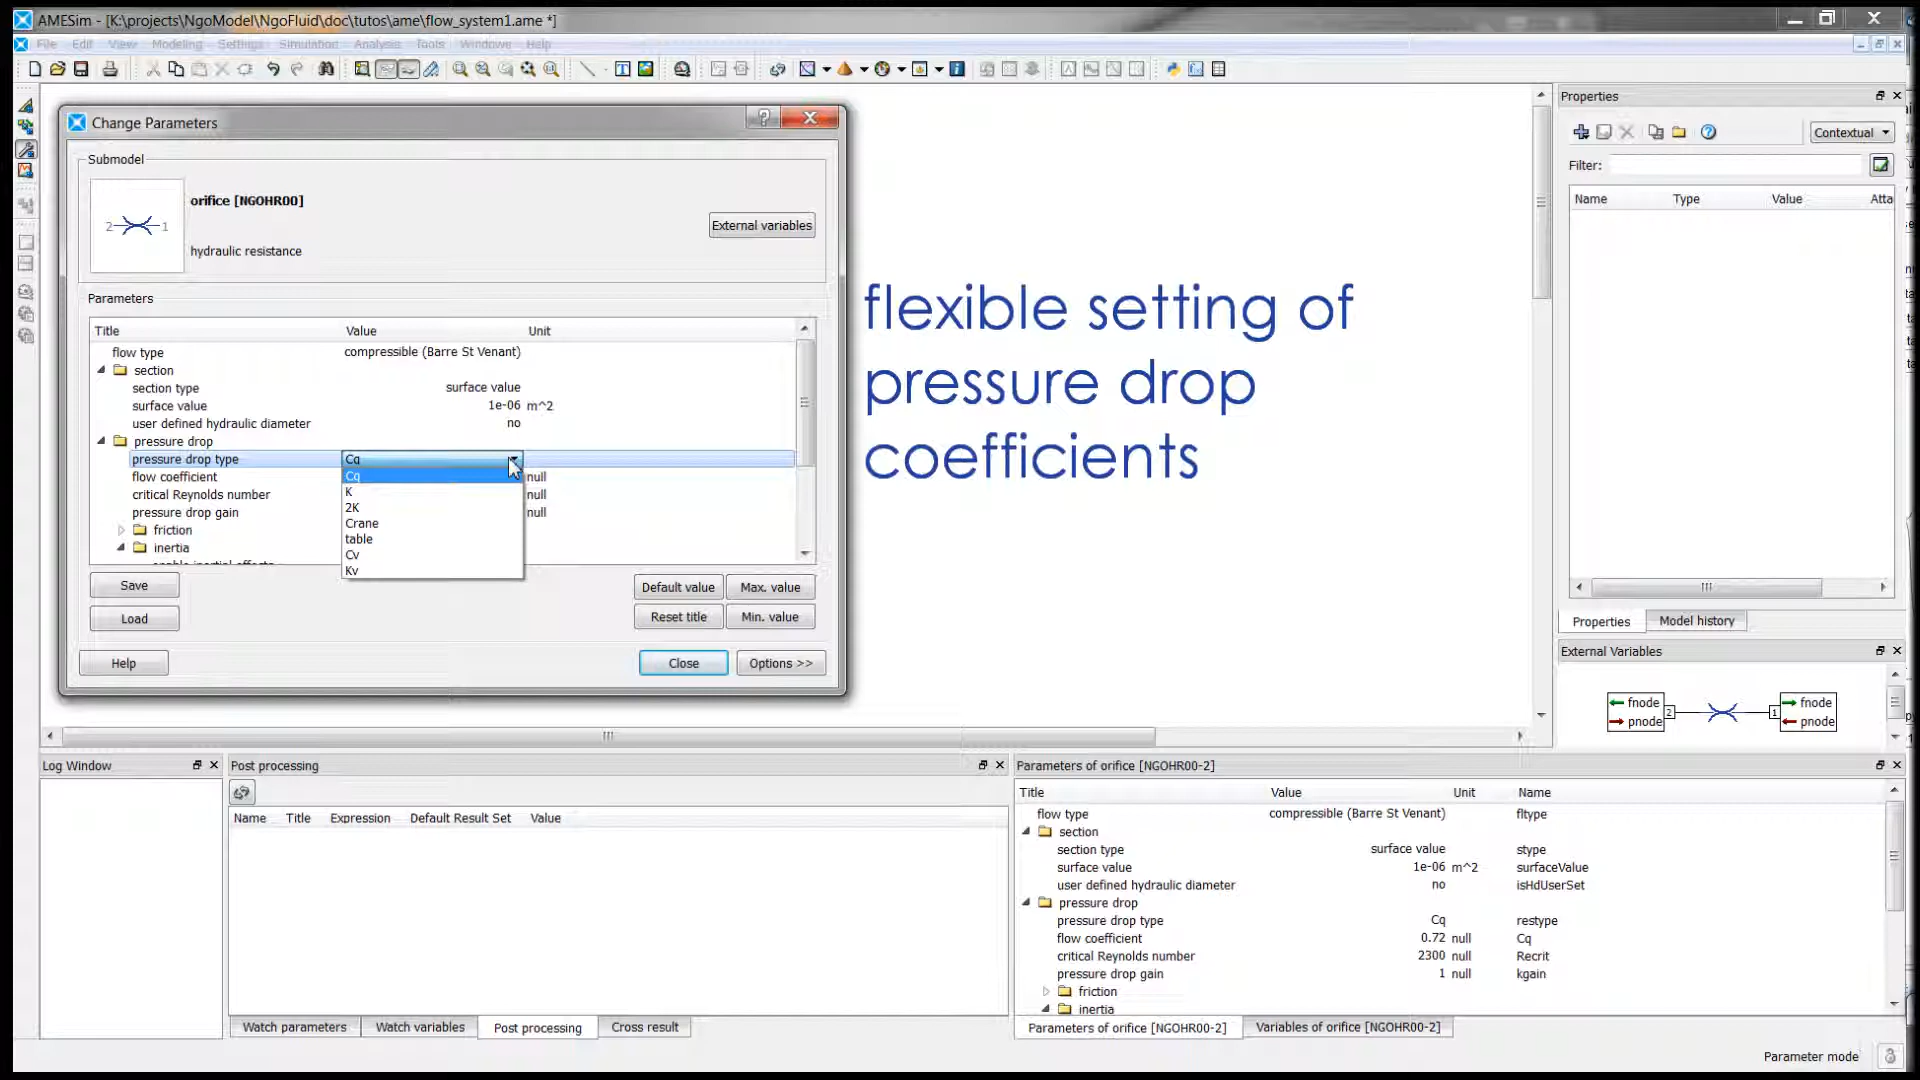 AMESim - [K:\projects\NgoModel\NgoFluid\doc\tutos\ame\flow_system1.ame *]
File Edit View Modeling Settings Simulation Analysis Tools Windows Help
Change Parameters
Submodel
orifice [NGOHR00]
2 1
External variables
hydraulic resistance
Parameters
Title Value Unit
flow type compressible (Barre St Venant)
section
section type surface value
surface value 1e-06 m^2
user defined hydraulic diameter no
pressure drop
pressure drop type Cq
flow coefficient null
critical Reynolds number null
pressure drop gain null
friction
inertia
enable inertial effects
Cq
K
2K
Crane
table
Cv
Kv
Save
Load
Default value Max. value
Reset title Min. value
Help
Close Options >>
flexible setting of
pressure drop
coefficients
Properties
Contextual
Filter:
Name Type Value Atta
Properties Model history
External Variables
fnode 2 1 fnode
pnode pnode
Log Window
Post processing
Name Title Expression Default Result Set Value
Watch parameters Watch variables Post processing Cross result
Parameters of orifice [NGOHR00-2]
Title Value Unit Name
flow type compressible (Barre St Venant) fltype
section
section type surface value stype
surface value 1e-06 m^2 surfaceValue
user defined hydraulic diameter no isHdUserSet
pressure drop
pressure drop type Cq restype
flow coefficient 0.72 null Cq
critical Reynolds number 2300 null Recrit
pressure drop gain 1 null kgain
friction
inertia
Parameters of orifice [NGOHR00-2] Variables of orifice [NGOHR00-2]
Parameter mode